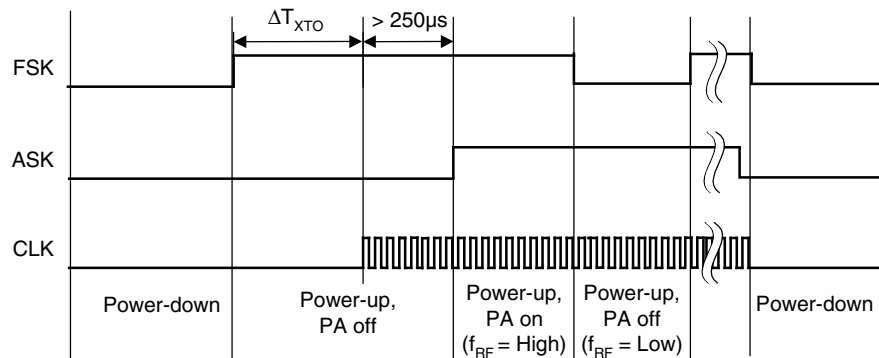 ΔT_XTO
> 250μs
FSK
ASK
CLK
Power-down
Power-up,
PA off
Power-up,
PA on
(f_RF = High)
Power-up,
PA off
(f_RF = Low)
Power-down